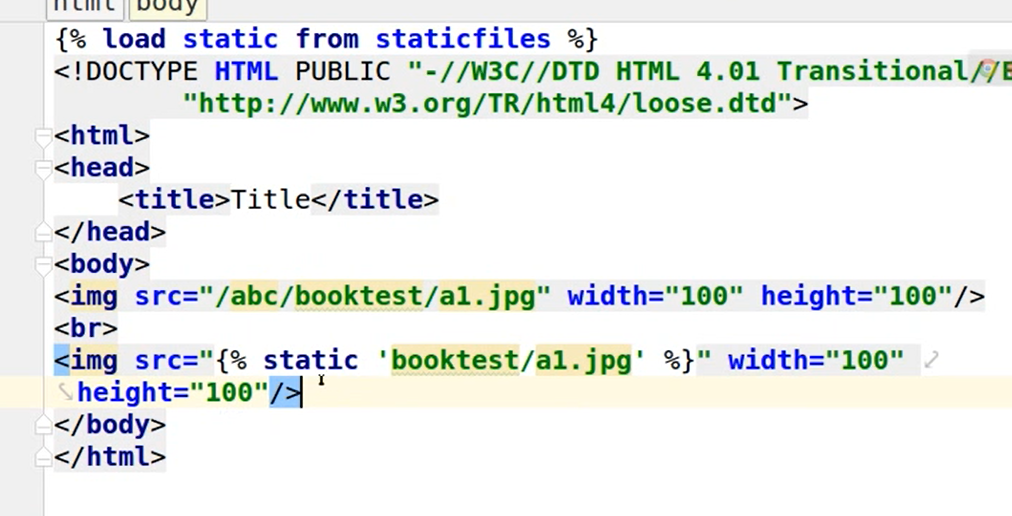 html body
{% load static from staticfiles %}
<!DOCTYPE HTML PUBLIC "-//W3C//DTD HTML 4.01 Transitional//E
"http://www.w3.org/TR/html4/loose.dtd">
<html>
<head>
<title>Title</title>
</head>
<body>
<img src="/abc/booktest/a1.jpg" width="100" height="100"/>
<br>
<img src="{% static 'booktest/a1.jpg' %}" width="100"
height="100"/>
</body>
</html>